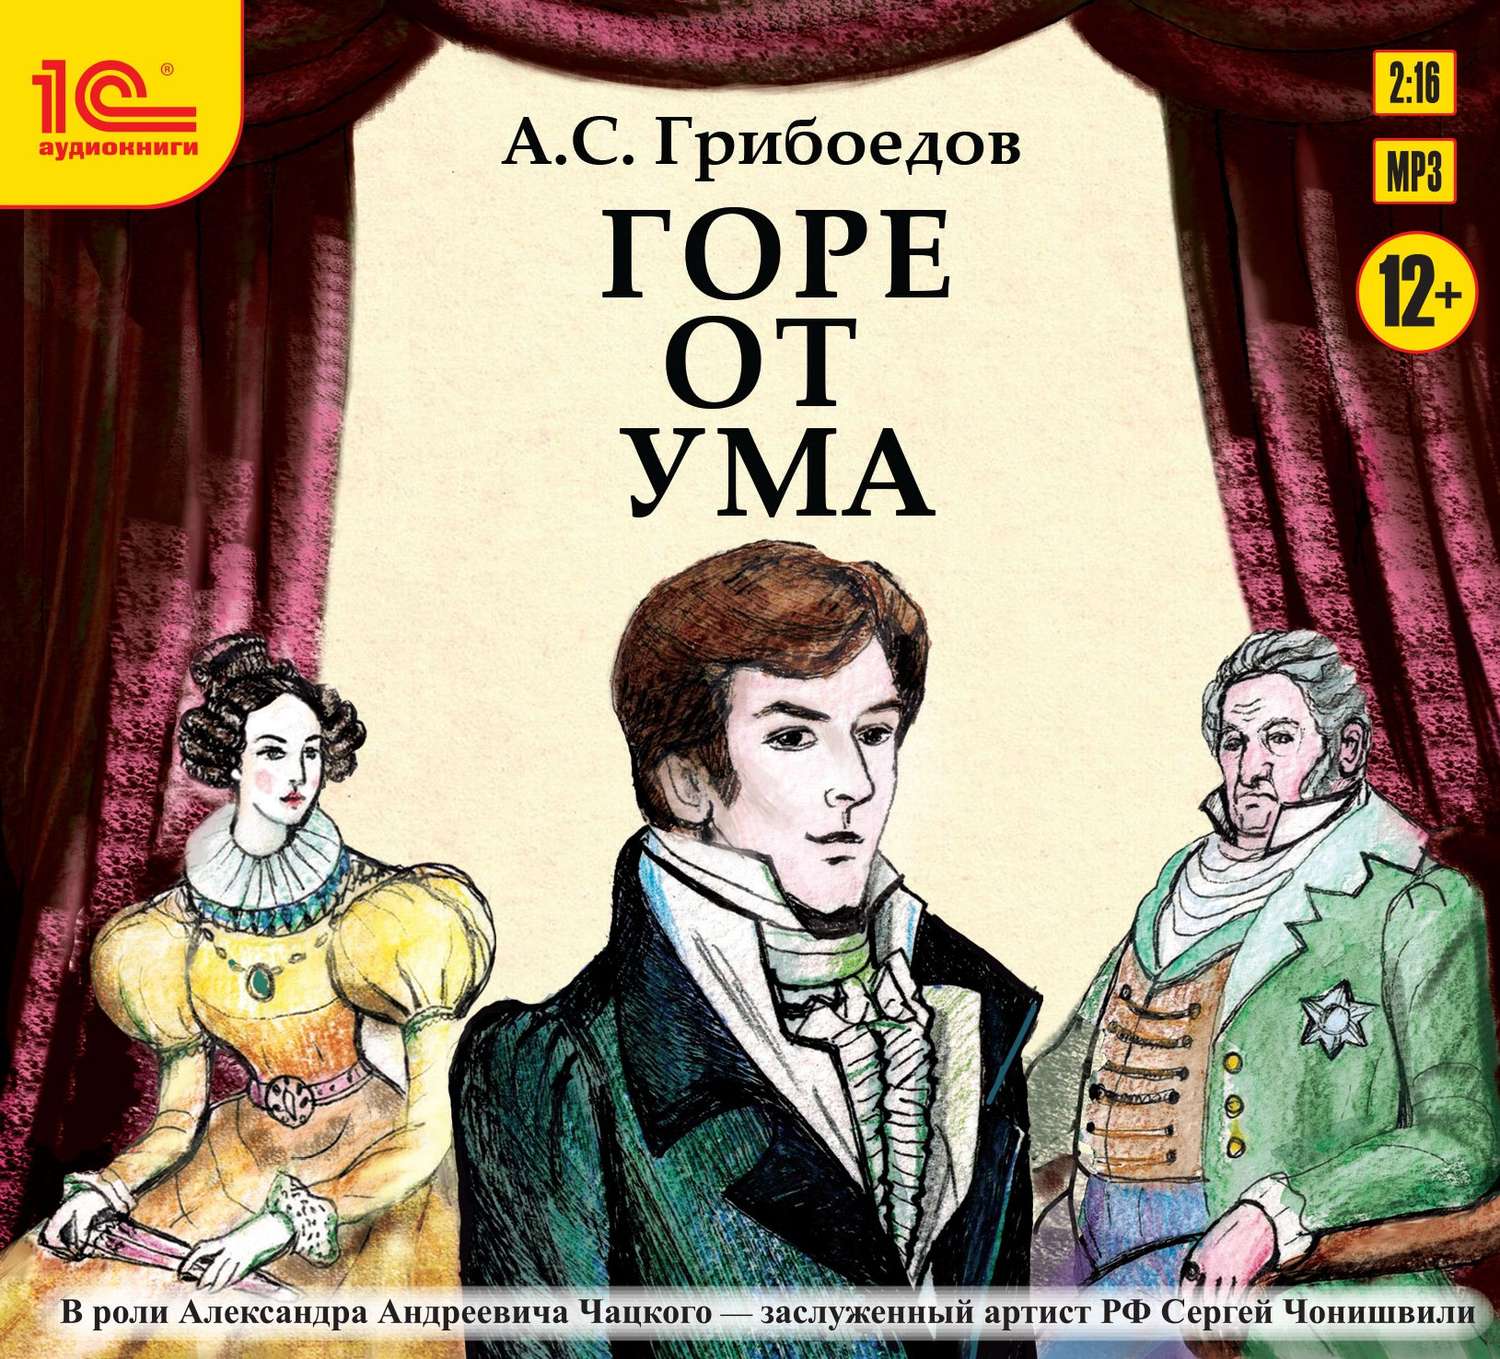 1С®
аудиокниги
2:16
MP3
12+
А.С. Грибоедов
ГОРЕ
ОТ
УМА
В роли Александра Андреевича Чацкого — заслуженный артист РФ Сергей Чонишвили